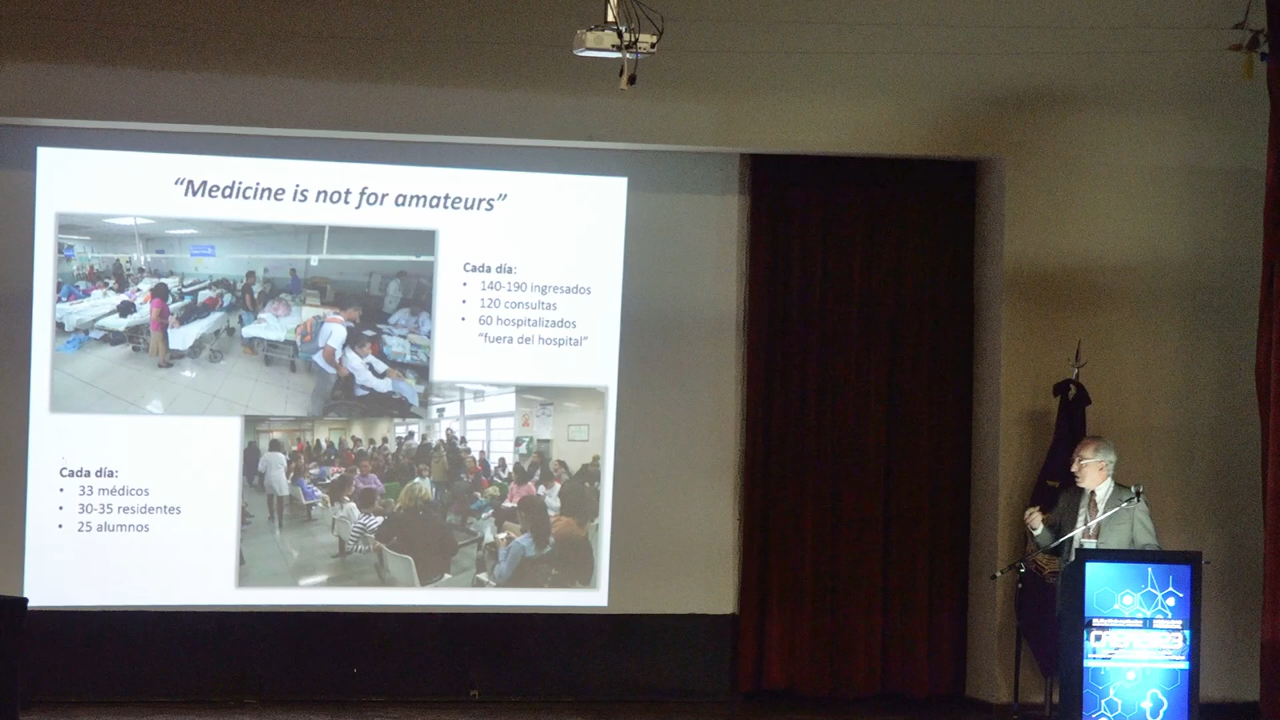 “Medicine is not for amateurs”
Cada día:
• 140-190 ingresados
• 120 consultas
• 60 hospitalizados
“fuera del hospital”
Cada día:
• 33 médicos
• 30-35 residentes
• 25 alumnos